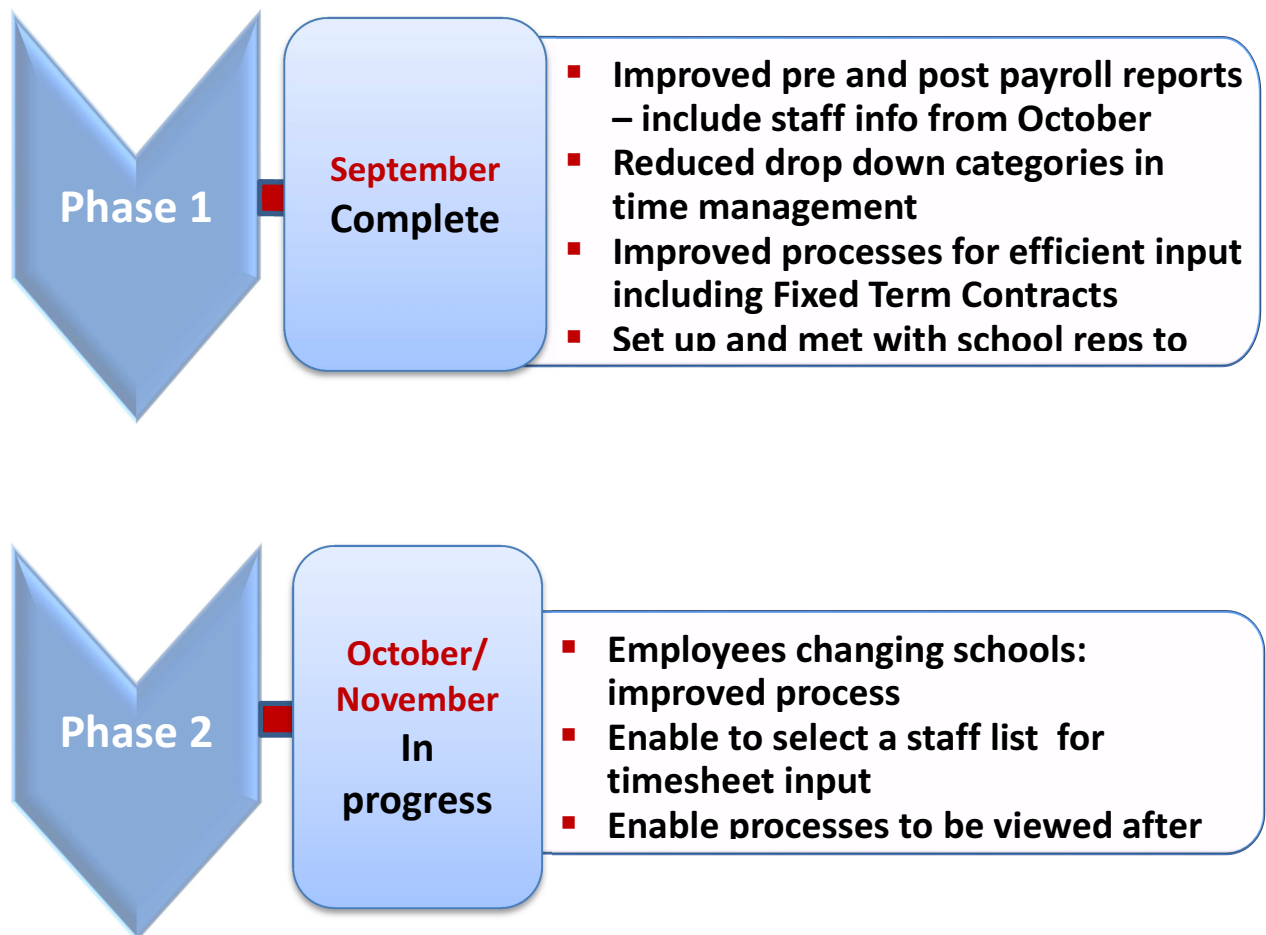 Phase 1
September
Complete
▪ Improved pre and post payroll reports
– include staff info from October
▪ Reduced drop down categories in
time management
▪ Improved processes for efficient input
including Fixed Term Contracts
▪ Set up and met with school reps to
Phase 2
October/
November
In
progress
▪ Employees changing schools:
improved process
▪ Enable to select a staff list for
timesheet input
▪ Enable processes to be viewed after